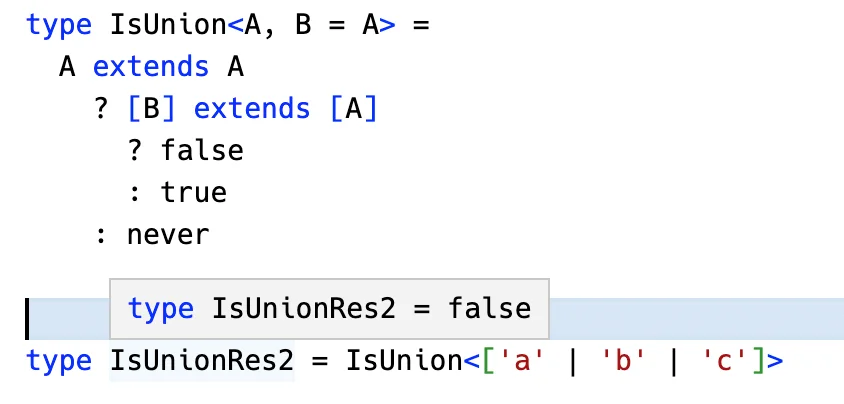 type IsUnion<A, B = A> =
  A extends A
    ? [B] extends [A]
      ? false
      : true
    : never
type IsUnionRes2 = false
type IsUnionRes2 = IsUnion<['a' | 'b' | 'c']>